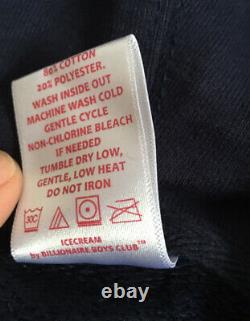 80% COTTON
20% POLYESTER.
WASH INSIDE OUT
MACHINE WASH COLD
GENTLE CYCLE
NON-CHLORINE BLEACH
IF NEEDED
TUMBLE DRY LOW,
GENTLE, LOW HEAT
DO NOT IRON
30C
ICECREAM
by BILLIONAIRE BOYS CLUB™